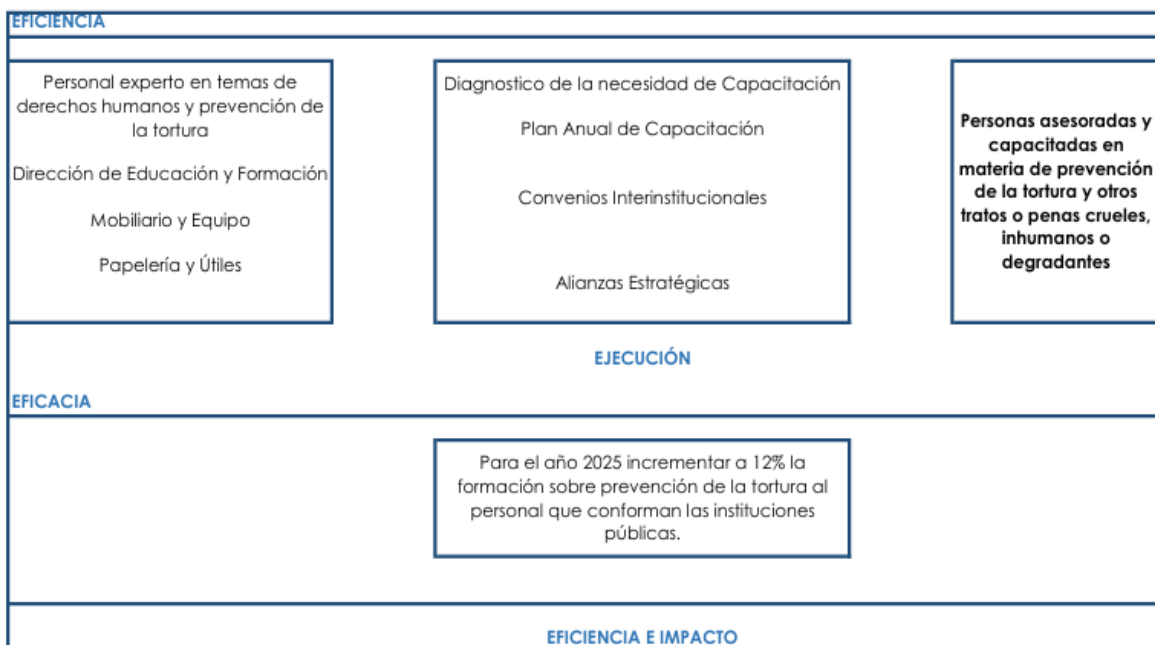 EFICIENCIA
Personal experto en temas de
derechos humanos y prevención de
la tortura
Dirección de Educación y Formación
Mobiliario y Equipo
Papelería y Útiles
Diagnostico de la necesidad de Capacitación
Plan Anual de Capacitación
Convenios Interinstitucionales
Alianzas Estratégicas
Personas asesoradas y
capacitadas en
materia de prevención
de la tortura y otros
tratos o penas crueles,
inhumanos o
degradantes
EJECUCIÓN
EFICACIA
Para el año 2025 incrementar a 12% la
formación sobre prevención de la tortura al
personal que conforman las instituciones
públicas.
EFICIENCIA E IMPACTO